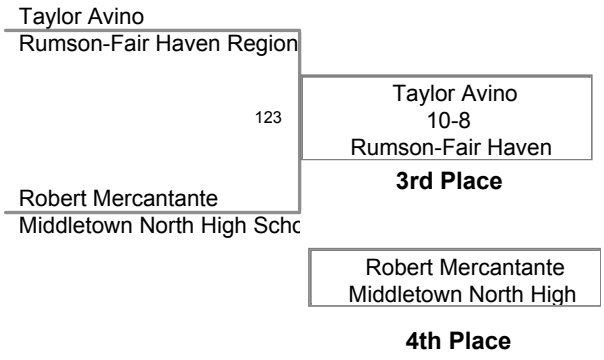 Taylor Avino
Rumson-Fair Haven Region
123
Taylor Avino
10-8
Rumson-Fair Haven
3rd Place
Robert Mercantante
Middletown North High Scho
Robert Mercantante
Middletown North High
4th Place